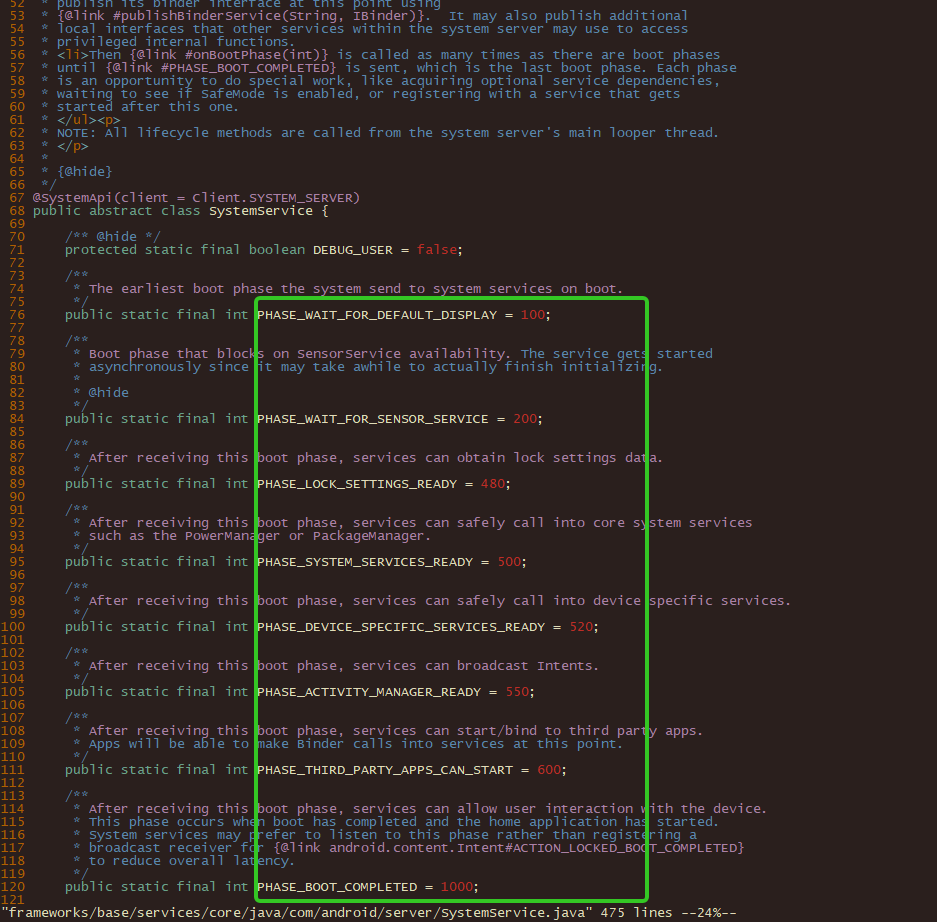 52  * publish its binder interface at this point using
53  * {@link #publishBinderService(String, IBinder)}.  It may also publish additional
54  * local interfaces that other services within the system server may use to access
55  * privileged internal functions.
56  * <li>Then {@link #onBootPhase(int)} is called as many times as there are boot phases
57  * until {@link #PHASE_BOOT_COMPLETED} is sent, which is the last boot phase. Each phase
58  * is an opportunity to do special work, like acquiring optional service dependencies,
59  * waiting to see if SafeMode is enabled, or registering with a service that gets
60  * started after this one.
61  * </ul><p>
62  * NOTE: All lifecycle methods are called from the system server's main looper thread.
63  * </p>
64  *
65  * {@hide}
66  */
67 @SystemApi(client = Client.SYSTEM_SERVER)
68 public abstract class SystemService {
69
70     /** @hide */
71     protected static final boolean DEBUG_USER = false;
72
73     /**
74      * The earliest boot phase the system send to system services on boot.
75      */
76     public static final int PHASE_WAIT_FOR_DEFAULT_DISPLAY = 100;
77
78     /**
79      * Boot phase that blocks on SensorService availability. The service gets started
80      * asynchronously since it may take awhile to actually finish initializing.
81      *
82      * @hide
83      */
84     public static final int PHASE_WAIT_FOR_SENSOR_SERVICE = 200;
85
86     /**
87      * After receiving this boot phase, services can obtain lock settings data.
88      */
89     public static final int PHASE_LOCK_SETTINGS_READY = 480;
90
91     /**
92      * After receiving this boot phase, services can safely call into core system services
93      * such as the PowerManager or PackageManager.
94      */
95     public static final int PHASE_SYSTEM_SERVICES_READY = 500;
96
97     /**
98      * After receiving this boot phase, services can safely call into device specific services.
99      */
100     public static final int PHASE_DEVICE_SPECIFIC_SERVICES_READY = 520;
101
102     /**
103      * After receiving this boot phase, services can broadcast Intents.
104      */
105     public static final int PHASE_ACTIVITY_MANAGER_READY = 550;
106
107     /**
108      * After receiving this boot phase, services can start/bind to third party apps.
109      * Apps will be able to make Binder calls into services at this point.
110      */
111     public static final int PHASE_THIRD_PARTY_APPS_CAN_START = 600;
112
113     /**
114      * After receiving this boot phase, services can allow user interaction with the device.
115      * This phase occurs when boot has completed and the home application has started.
116      * System services may prefer to listen to this phase rather than registering a
117      * broadcast receiver for {@link android.content.Intent#ACTION_LOCKED_BOOT_COMPLETED}
118      * to reduce overall latency.
119      */
120     public static final int PHASE_BOOT_COMPLETED = 1000;
121
"frameworks/base/services/core/java/com/android/server/SystemService.java" 475 lines --24%--